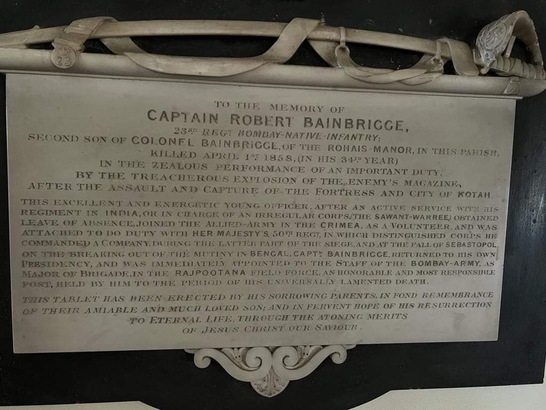 23
TO THE MEMORY OF
CAPTAIN ROBERT BAINBRIGGE,
23RD REGT BOMBAY-NATIVE-INFANTRY;
SECOND SON OF COLONEL BAINBRIGGE, OF THE ROHAIS-MANOR, IN THIS PARISH.
KILLED APRIL 1ST 1858, (IN HIS 34TH YEAR)
IN THE ZEALOUS PERFORMANCE OF AN IMPORTANT DUTY,
BY THE TREACHEROUS EXPLOSION OF THE ENEMY'S MAGAZINE,
AFTER THE ASSAULT AND CAPTURE OF THE FORTRESS AND CITY OF KOTAH.
THIS EXCELLENT AND ENERGETIC YOUNG OFFICER, AFTER AN ACTIVE SERVICE WITH HIS
REGIMENT IN INDIA, OR IN CHARGE OF AN IRREGULAR CORPS, (THE SAWANT-WARREE,) OBTAINED
LEAVE OF ABSENCE, JOINED THE ALLIED-ARMY IN THE CRIMEA, AS A VOLUNTEER, AND WAS
ATTACHED TO DO DUTY WITH HER MAJESTY'S, 50TH REGT, IN WHICH DISTINGUISHED CORPS HE
COMMANDED A COMPANY, DURING THE LATTER PART OF THE SIEGE, AND AT THE FALL OF SEBASTOPOL.
ON THE BREAKING OUT OF THE MUTINY IN BENGAL, CAPT BAINBRIGGE, RETURNED TO HIS OWN
PRESIDENCY, AND WAS IMMEDIATELY APPOINTED TO THE STAFF OF THE BOMBAY-ARMY, AS
MAJOR OF BRIGADE, IN THE RAJPOOTANA FIELD FORCE, AN HONORABLE AND MOST RESPONSIBLE
POST, HELD BY HIM TO THE PERIOD OF HIS UNIVERSALLY LAMENTED DEATH.
THIS TABLET HAS BEEN ERECTED BY HIS SORROWING PARENTS, IN FOND REMEMBRANCE
OF THEIR AMIABLE AND MUCH LOVED SON; AND IN FERVENT HOPE OF HIS RESURRECTION
TO ETERNAL LIFE, THROUGH THE ATONING MERITS
OF JESUS CHRIST OUR SAVIOUR.